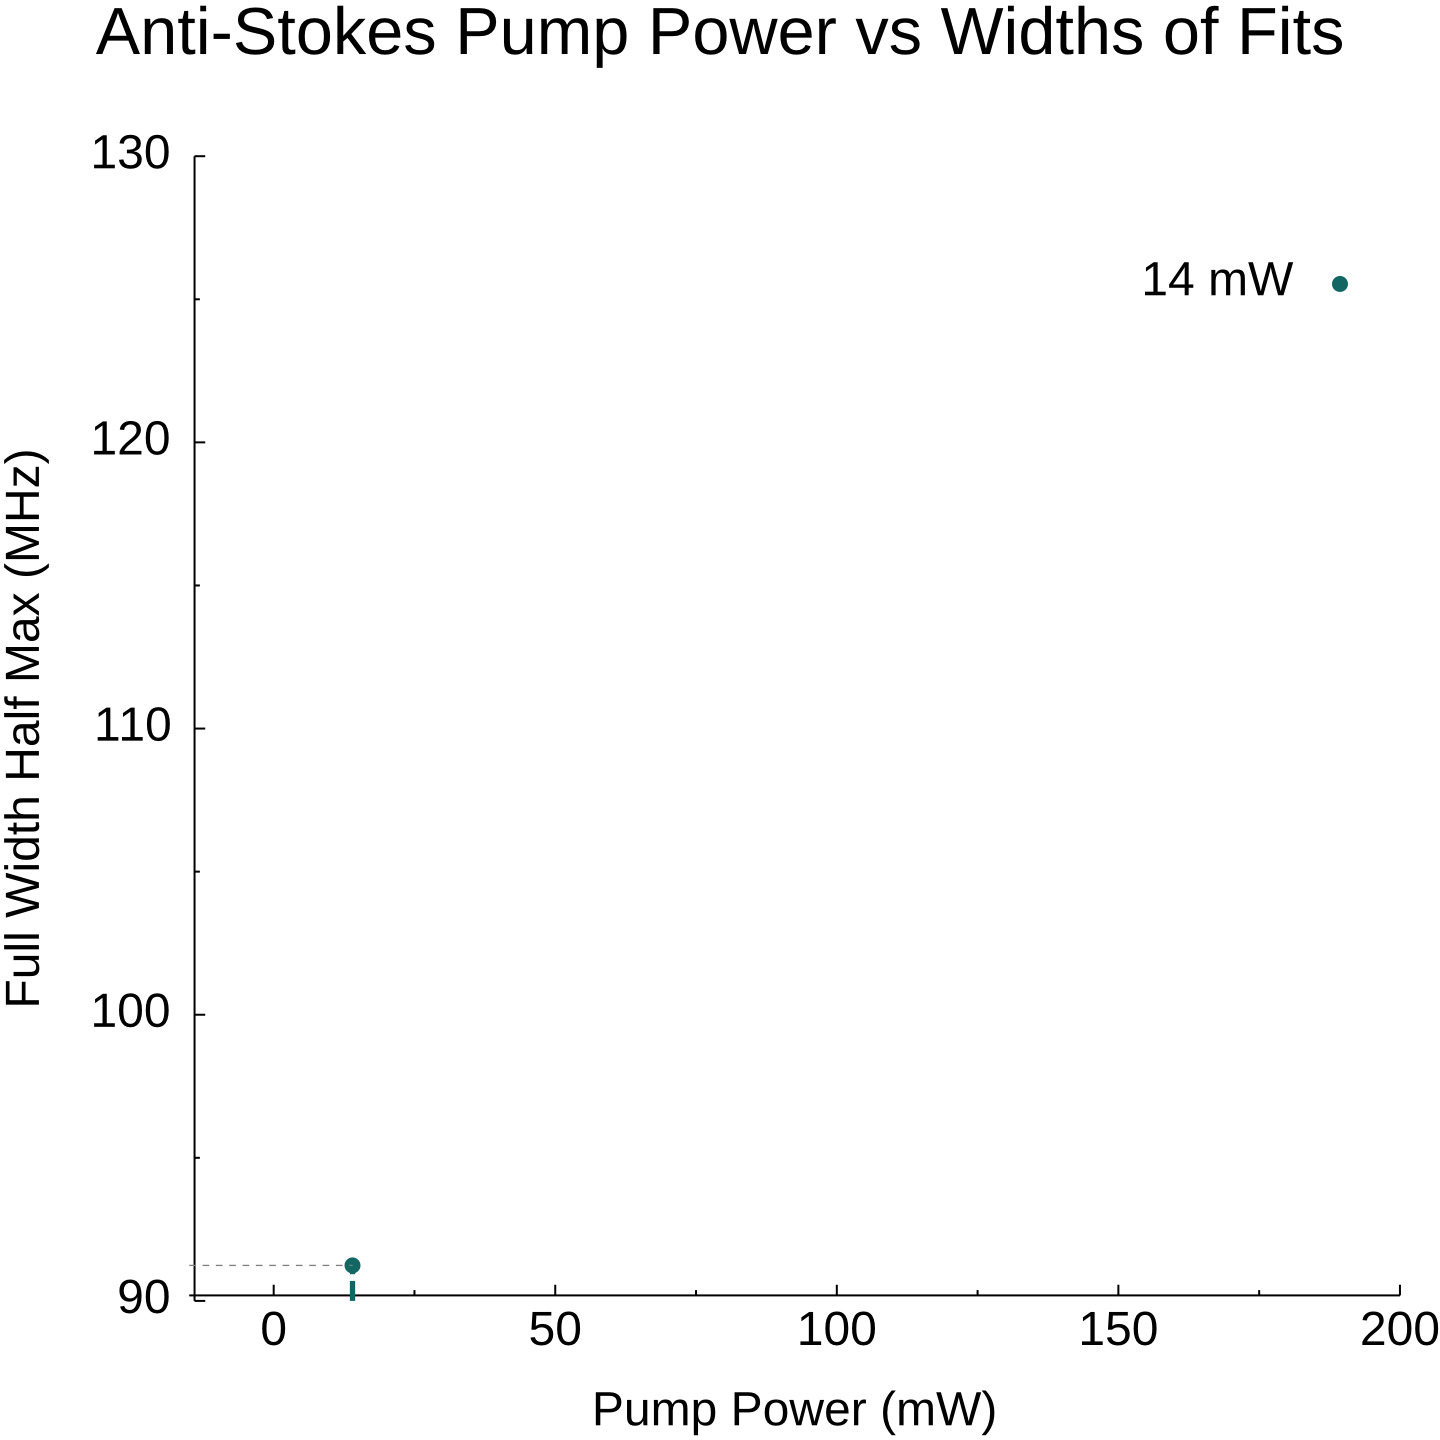 Anti-Stokes Pump Power vs Widths of Fits
130
14 mW
120
Full Width Half Max (MHz)
110
100
90
0 50 100 150 200
Pump Power (mW)